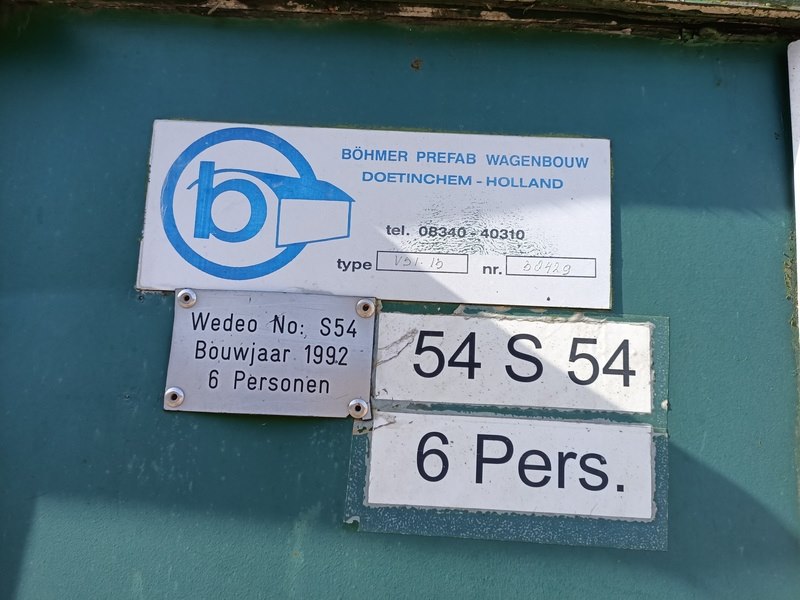 b
BÖHMER PREFAB WAGENBOUW
DOETINCHEM - HOLLAND
tel. 08340 - 40310
type nr. 50429
Wedeo No: S54
Bouwjaar 1992
6 Personen
54 S 54
6 Pers.